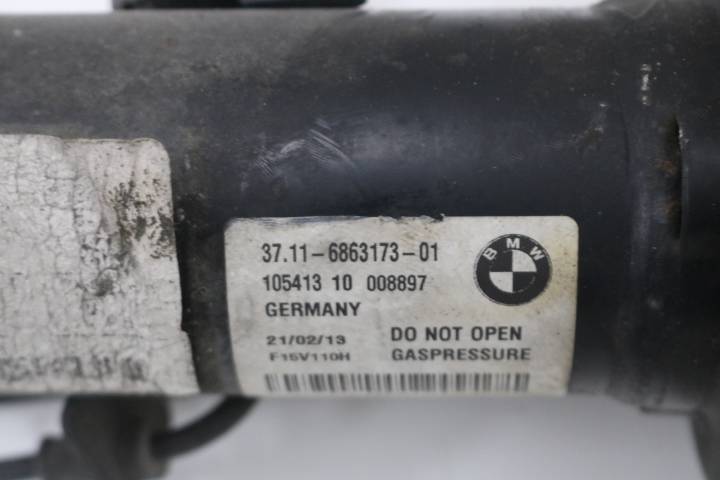 37.11-6863173-01
BMW
105413 10 008897
GERMANY
21/02/13 DO NOT OPEN
F15V110H GASPRESSURE